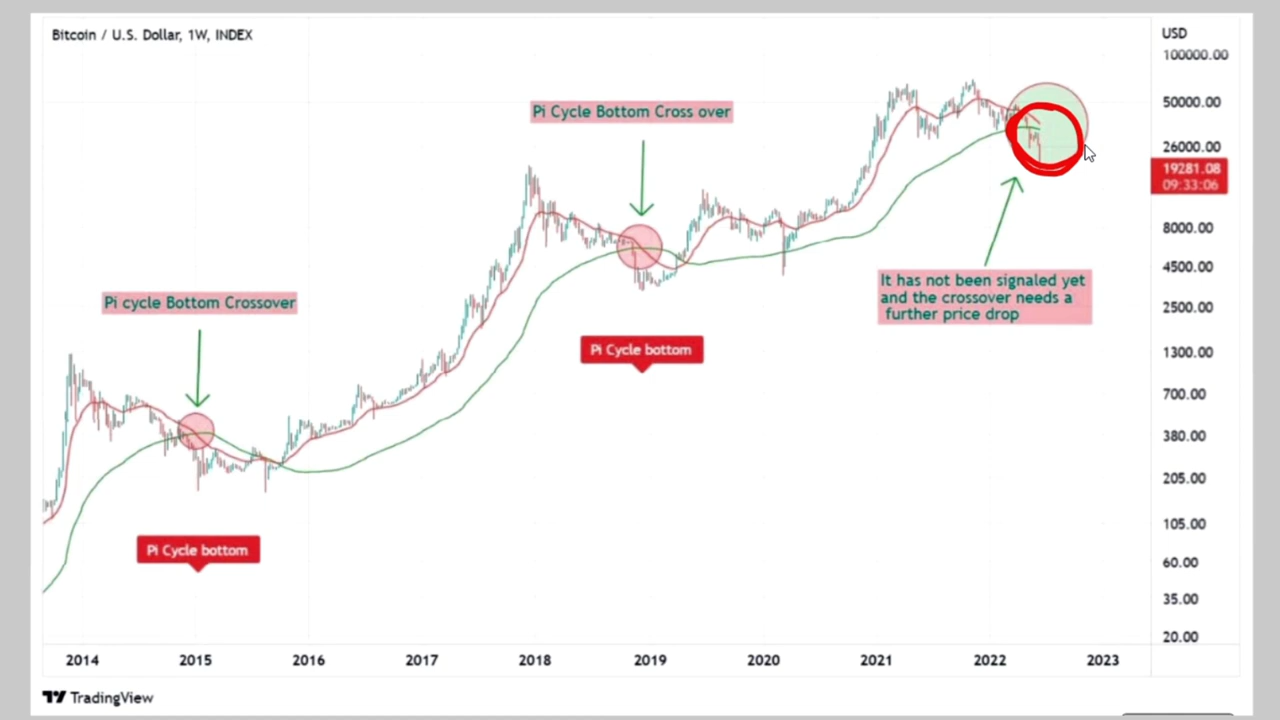 Bitcoin / U.S. Dollar, 1W, INDEX
USD
100000.00
Pi Cycle Bottom Cross over
50000.00
26000.00
19281.08
09:33:06
8000.00
4500.00
It has not been signaled yet
and the crossover needs a
further price drop
Pi cycle Bottom Crossover
2500.00
Pi Cycle bottom
1300.00
700.00
380.00
205.00
105.00
Pi Cycle bottom
60.00
35.00
20.00
2014 2015 2016 2017 2018 2019 2020 2021 2022 2023
TradingView